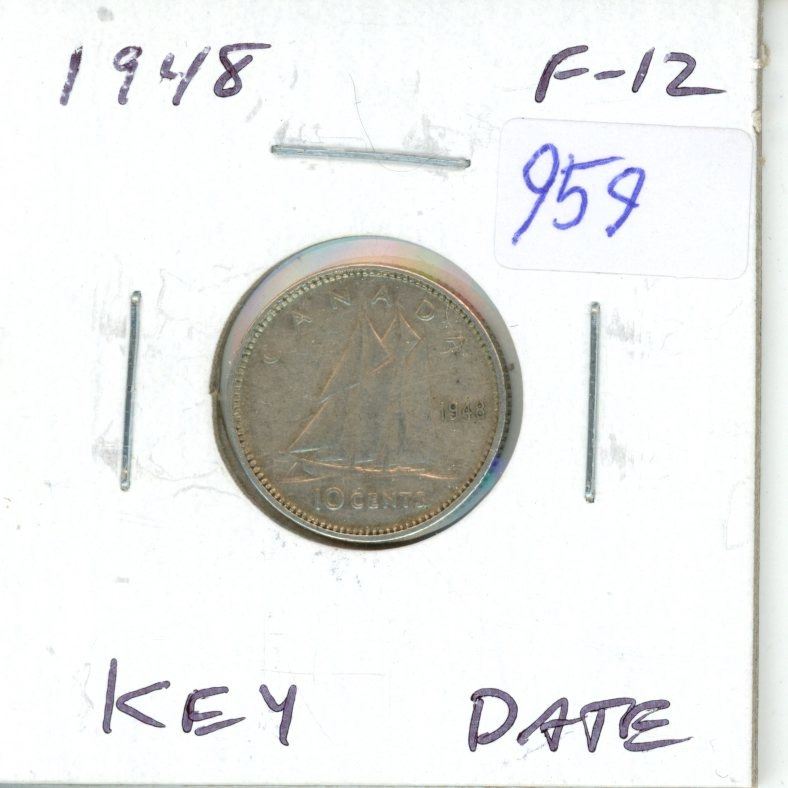 1948 F-12
959
CANADA
1948
10 CENTS
KEY DATE